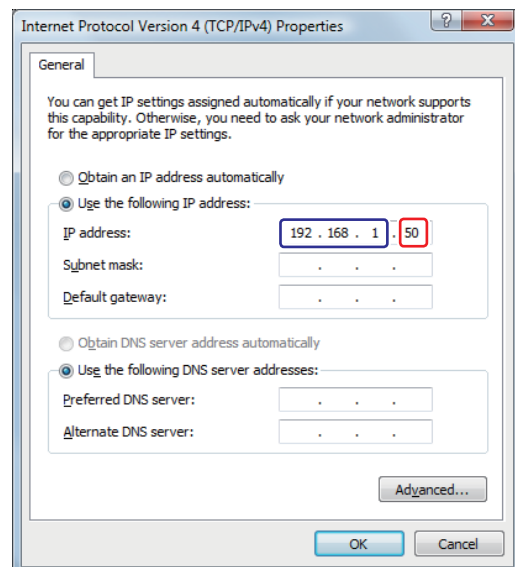 Internet Protocol Version 4 (TCP/IPv4) Properties
General
You can get IP settings assigned automatically if your network supports
this capability. Otherwise, you need to ask your network administrator
for the appropriate IP settings.
Obtain an IP address automatically
Use the following IP address:
IP address: 192 . 168 . 1 . 50
Subnet mask: . . .
Default gateway: . . .
Obtain DNS server address automatically
Use the following DNS server addresses:
Preferred DNS server: . . .
Alternate DNS server: . . .
Advanced...
OK Cancel